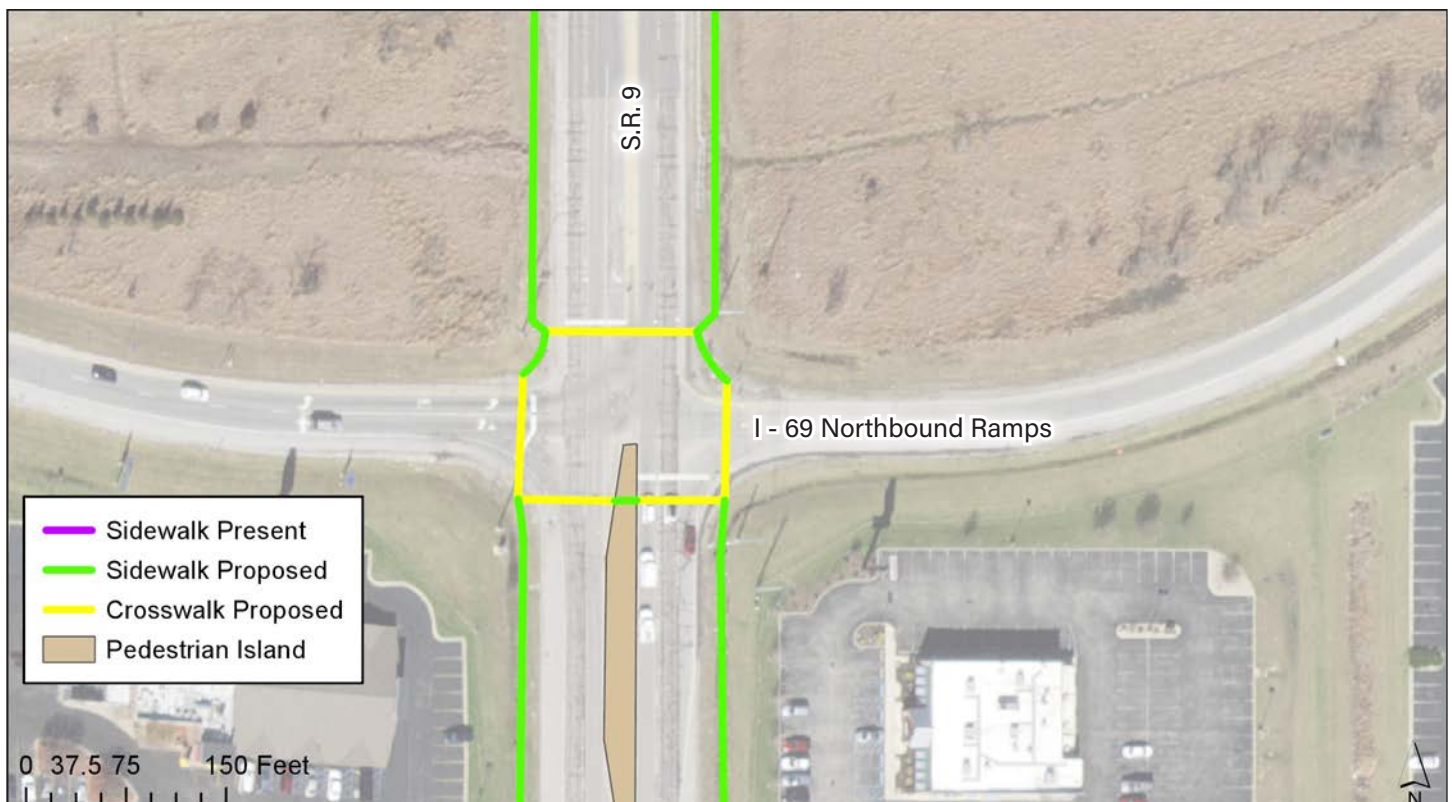 S.R. 9
I - 69 Northbound Ramps
Sidewalk Present
Sidewalk Proposed
Crosswalk Proposed
Pedestrian Island
0 37.5 75 150 Feet
N